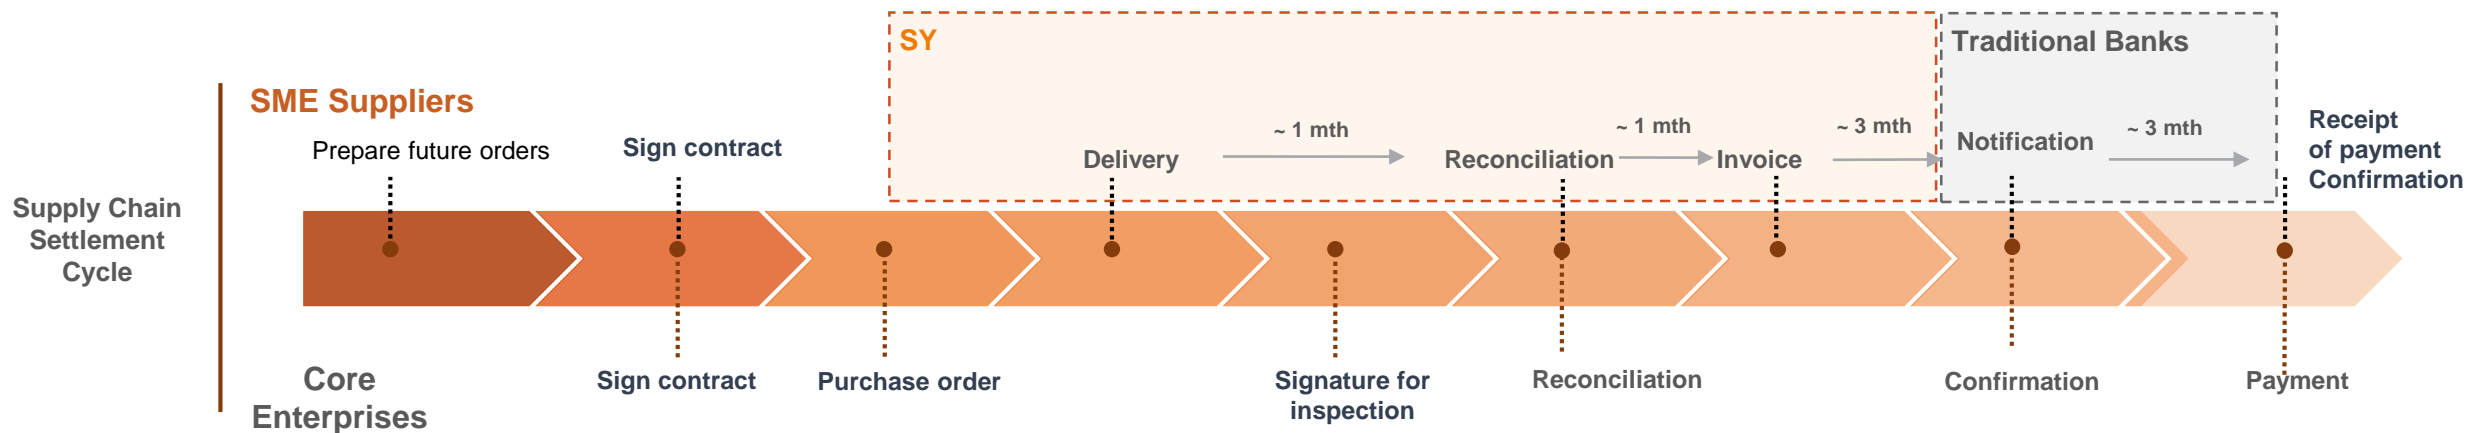 SY
Traditional Banks
SME Suppliers
Prepare future orders
Sign contract
Delivery
~ 1 mth
Reconciliation
~ 1 mth
Invoice
~ 3 mth
Notification
~ 3 mth
Receipt
of payment
Confirmation
Supply Chain
Settlement
Cycle
Core
Enterprises
Sign contract
Purchase order
Signature for
inspection
Reconciliation
Confirmation
Payment